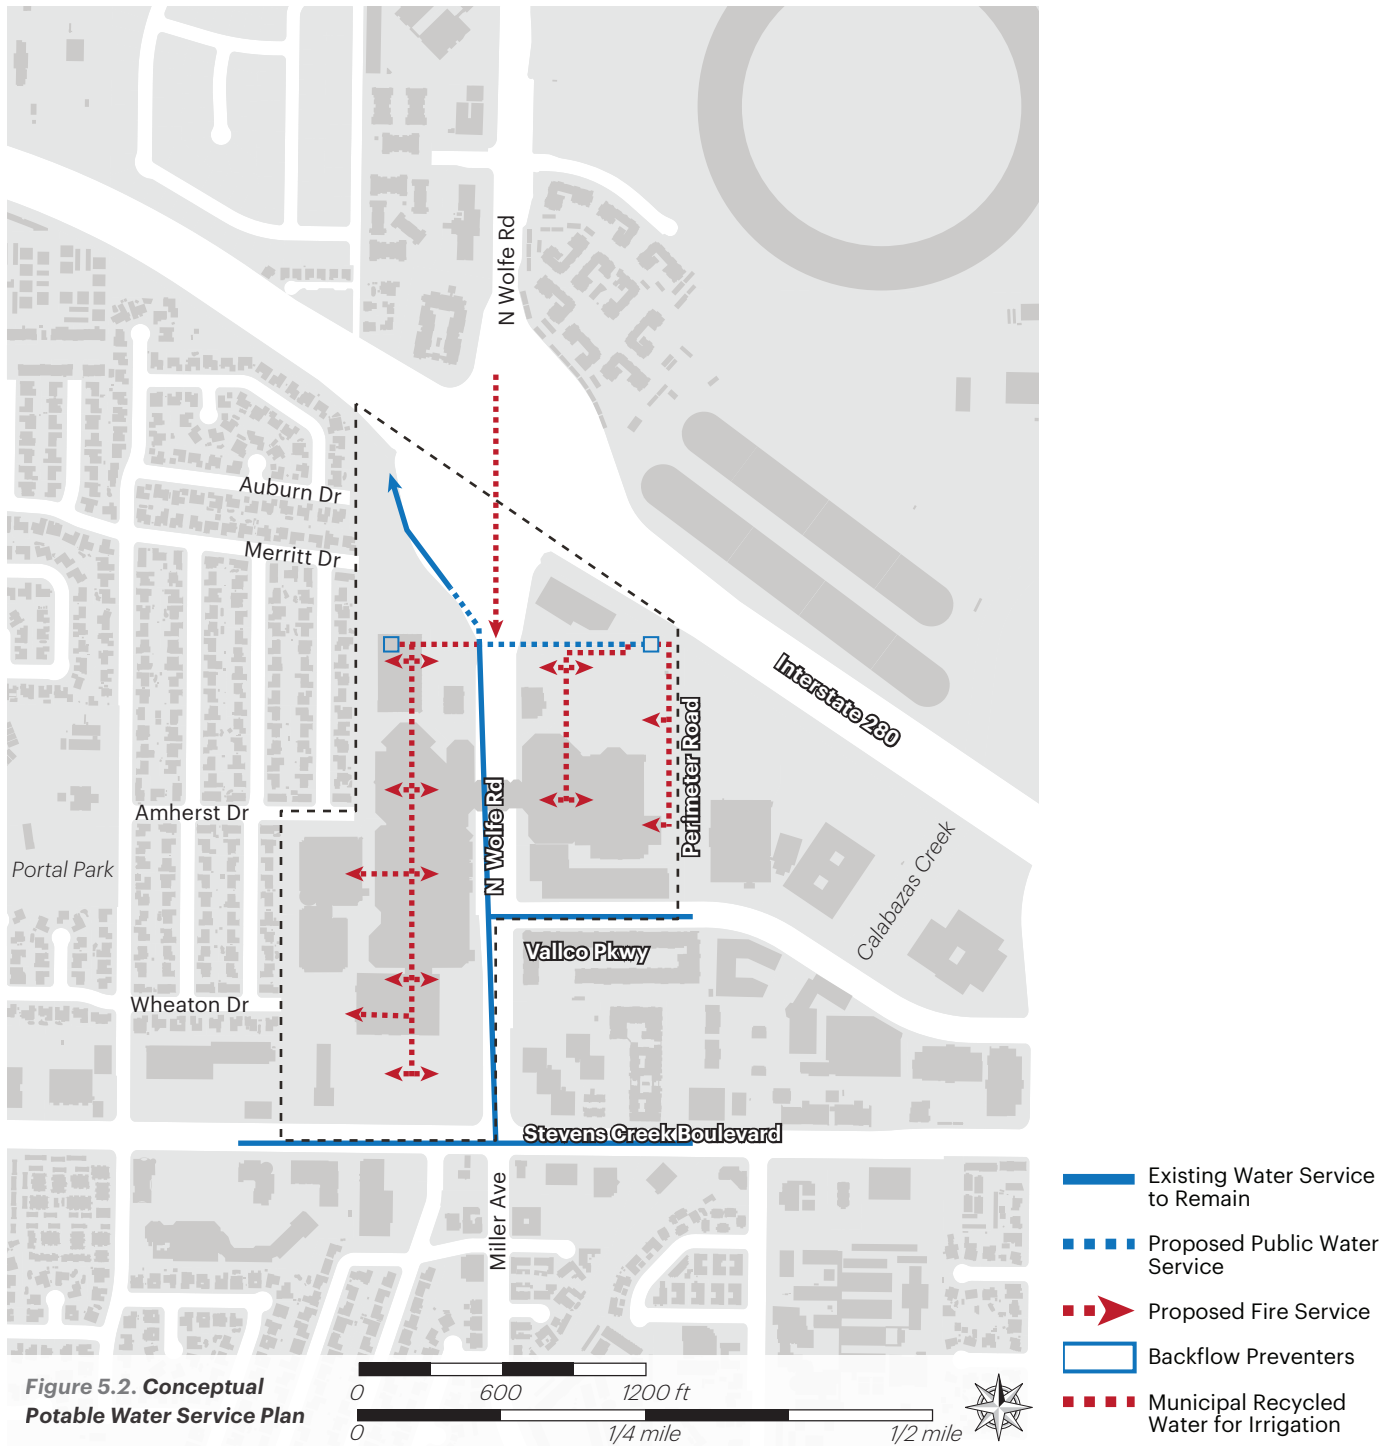 N Wolfe Rd
Auburn Dr
Merritt Dr
Interstate 280
Perimeter Road
N Wolfe Rd
Amherst Dr
Portal Park
Calabazas Creek
Vallco Pkwy
Wheaton Dr
Stevens Creek Boulevard
Miller Ave
Existing Water Service
to Remain
Proposed Public Water
Service
Proposed Fire Service
Backflow Preventers
Municipal Recycled
Water for Irrigation
Figure 5.2. Conceptual
Potable Water Service Plan
0 600 1200 ft
0 1/4 mile 1/2 mile